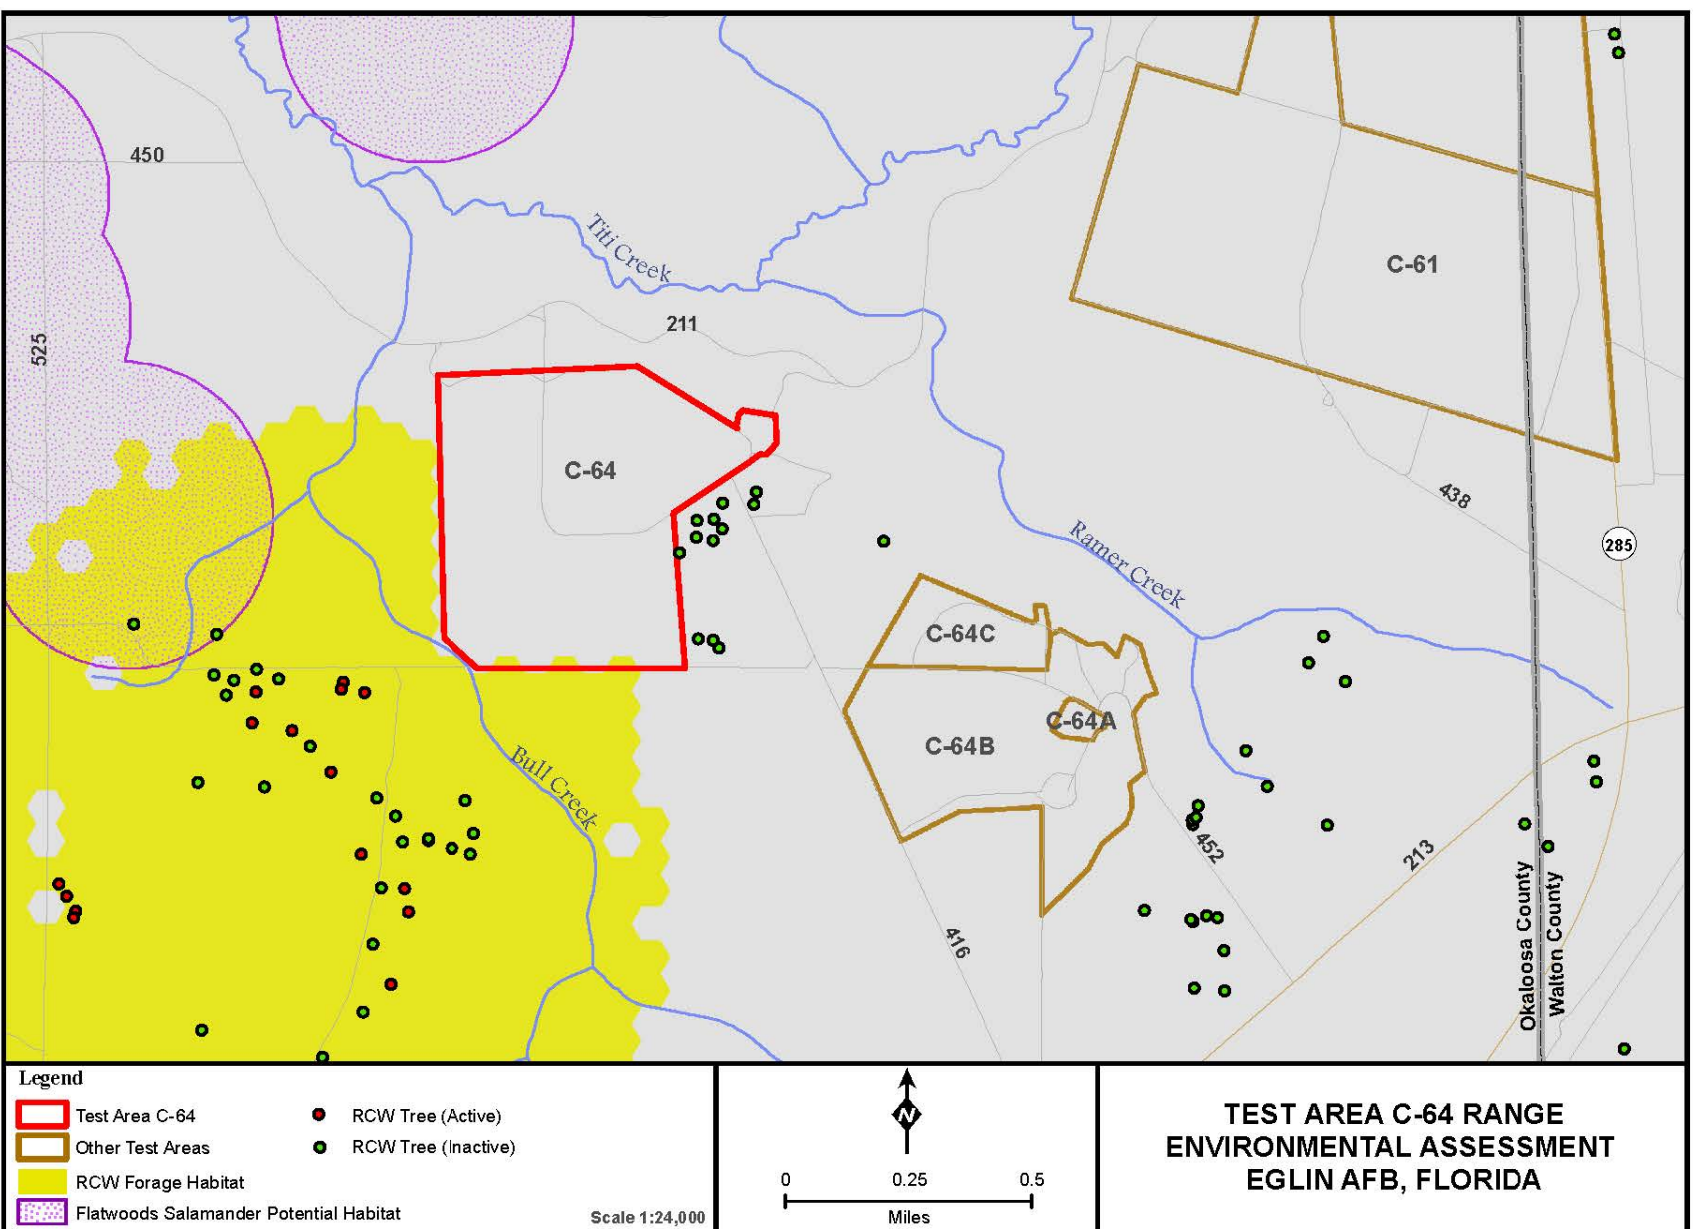 450
Titi Creek
525
211
C-61
C-64
438
285
Ramer Creek
C-64C
C-64A
C-64B
Bull Creek
452
213
416
Okaloosa County
Walton County
Legend
Test Area C-64
Other Test Areas
RCW Forage Habitat
Flatwoods Salamander Potential Habitat
RCW Tree (Active)
RCW Tree (Inactive)
Scale 1:24,000
N
0 0.25 0.5
Miles
TEST AREA C-64 RANGE
ENVIRONMENTAL ASSESSMENT
EGLIN AFB, FLORIDA